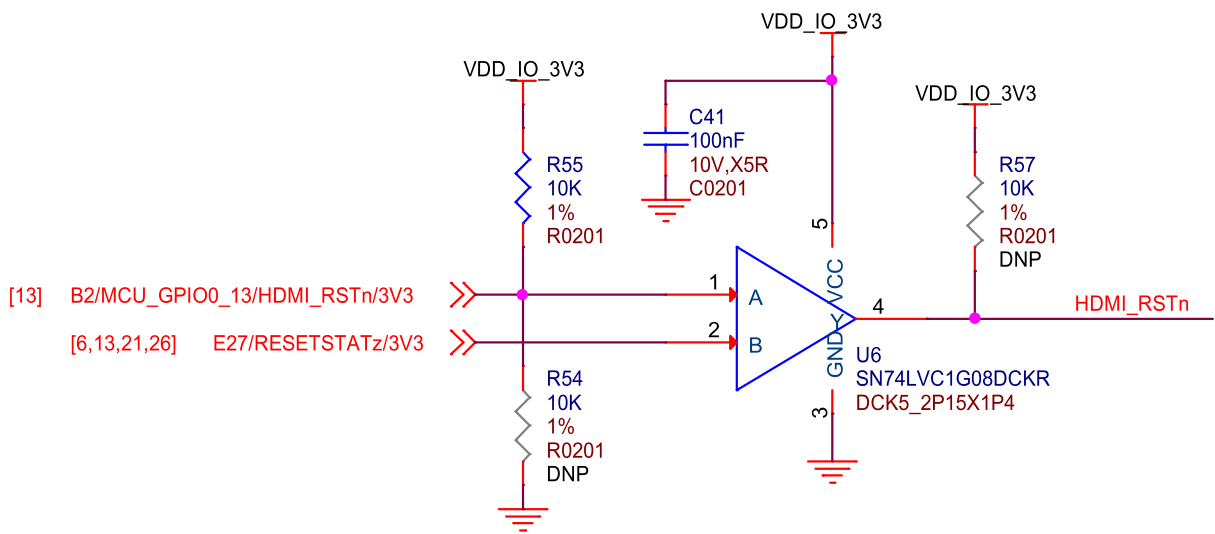 VDD_IO_3V3
VDD_IO_3V3
VDD_IO_3V3
C41
100nF
10V,X5R
C0201
R55
10K
1%
R0201
R57
10K
1%
R0201
DNP
5
VCC
[13] B2/MCU_GPIO0_13/HDMI_RSTn/3V3
1
A
[6,13,21,26] E27/RESETSTATz/3V3
2
B
Y
4
HDMI_RSTn
GND
3
U6
SN74LVC1G08DCKR
DCK5_2P15X1P4
R54
10K
1%
R0201
DNP